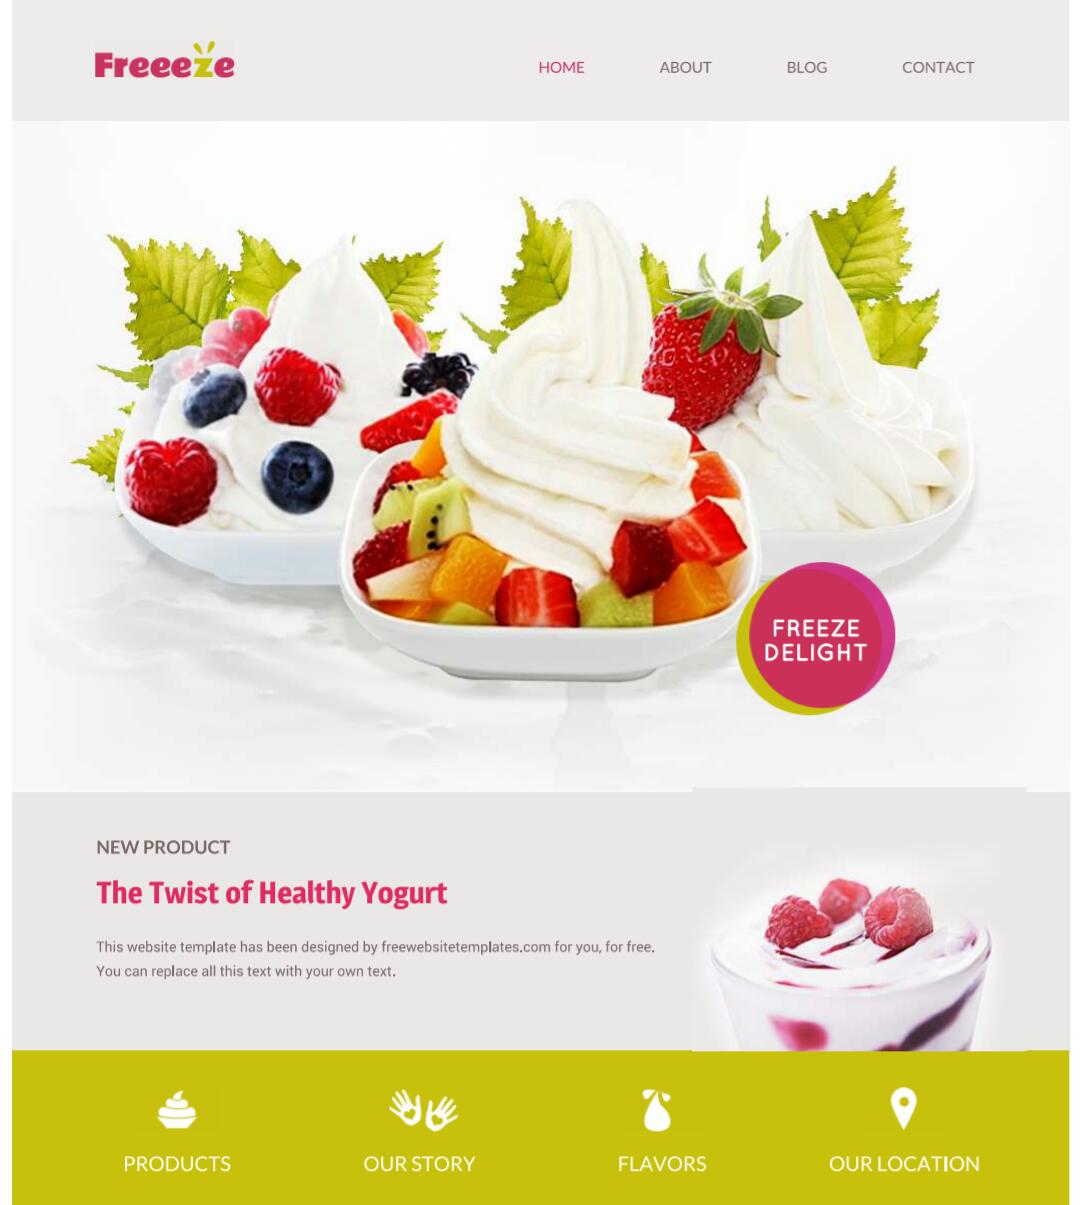 Freeeze
HOME ABOUT BLOG CONTACT
FREEZE
DELIGHT
NEW PRODUCT
The Twist of Healthy Yogurt
This website template has been designed by freewebsitetemplates.com for you, for free.
You can replace all this text with your own text.
PRODUCTS OUR STORY FLAVORS OUR LOCATION